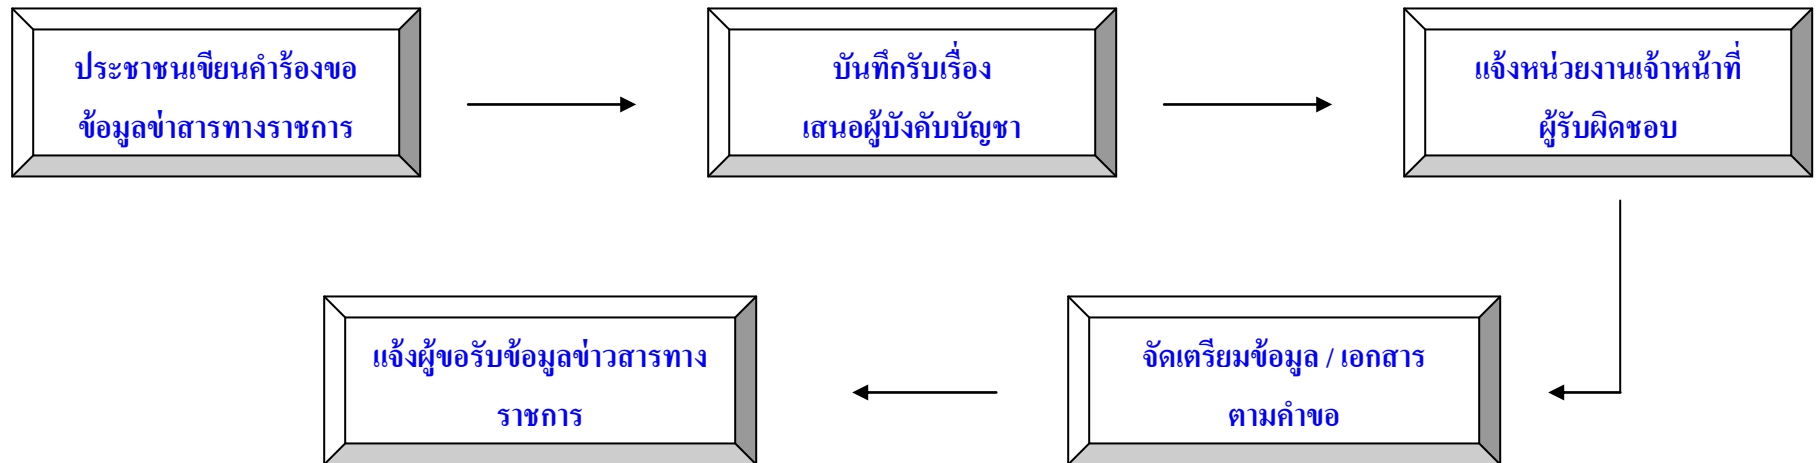 ประชาชนเขียนคำร้องขอ
ข้อมูลข่าสารทางราชการ
บันทึกรับเรื่อง
เสนอผู้บังคับบัญชา
แจ้งหน่วยงานเจ้าหน้าที่
ผู้รับผิดชอบ
จัดเตรียมข้อมูล / เอกสาร
ตามคำขอ
แจ้งผู้ขอรับข้อมูลข่าวสารทาง
ราชการ